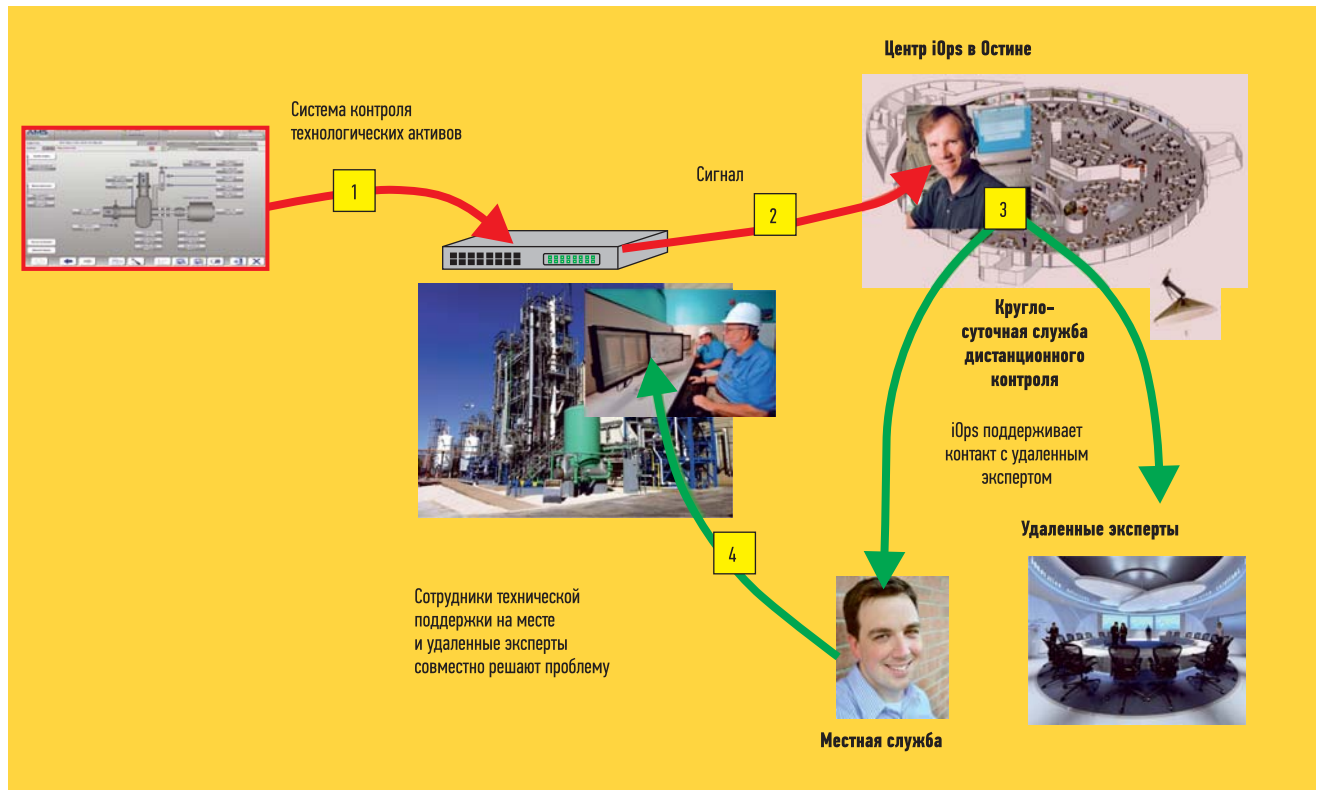 Центр iOps в Остине
Система контроля
технологических активов
AMS
1
Сигнал
2
3
Кругло-
суточная служба
дистанционного
контроля
iOps поддерживает
контакт с удаленным
экспертом
Удаленные эксперты
4
Сотрудники технической
поддержки на месте
и удаленные эксперты
совместно решают проблему
Местная служба